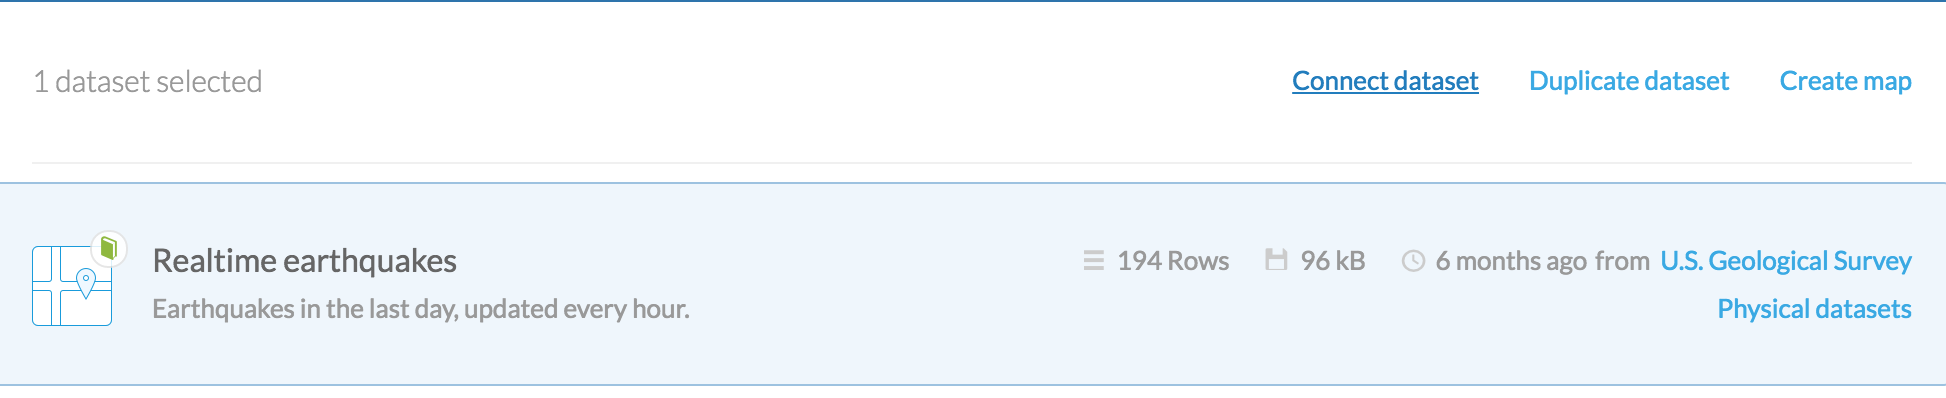 1 dataset selected Connect dataset Duplicate dataset Create map
Realtime earthquakes 194 Rows 96 kB 6 months ago from U.S. Geological Survey
Earthquakes in the last day, updated every hour. Physical datasets